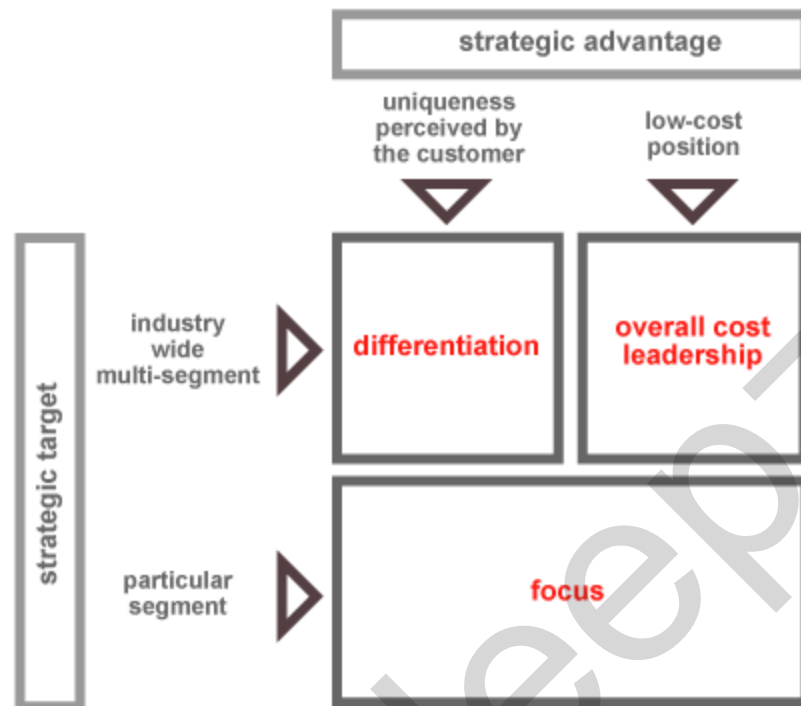 strategic advantage
uniqueness
perceived by
the customer
low-cost
position
strategic target
industry
wide
multi-segment
differentiation
overall cost
leadership
particular
segment
focus